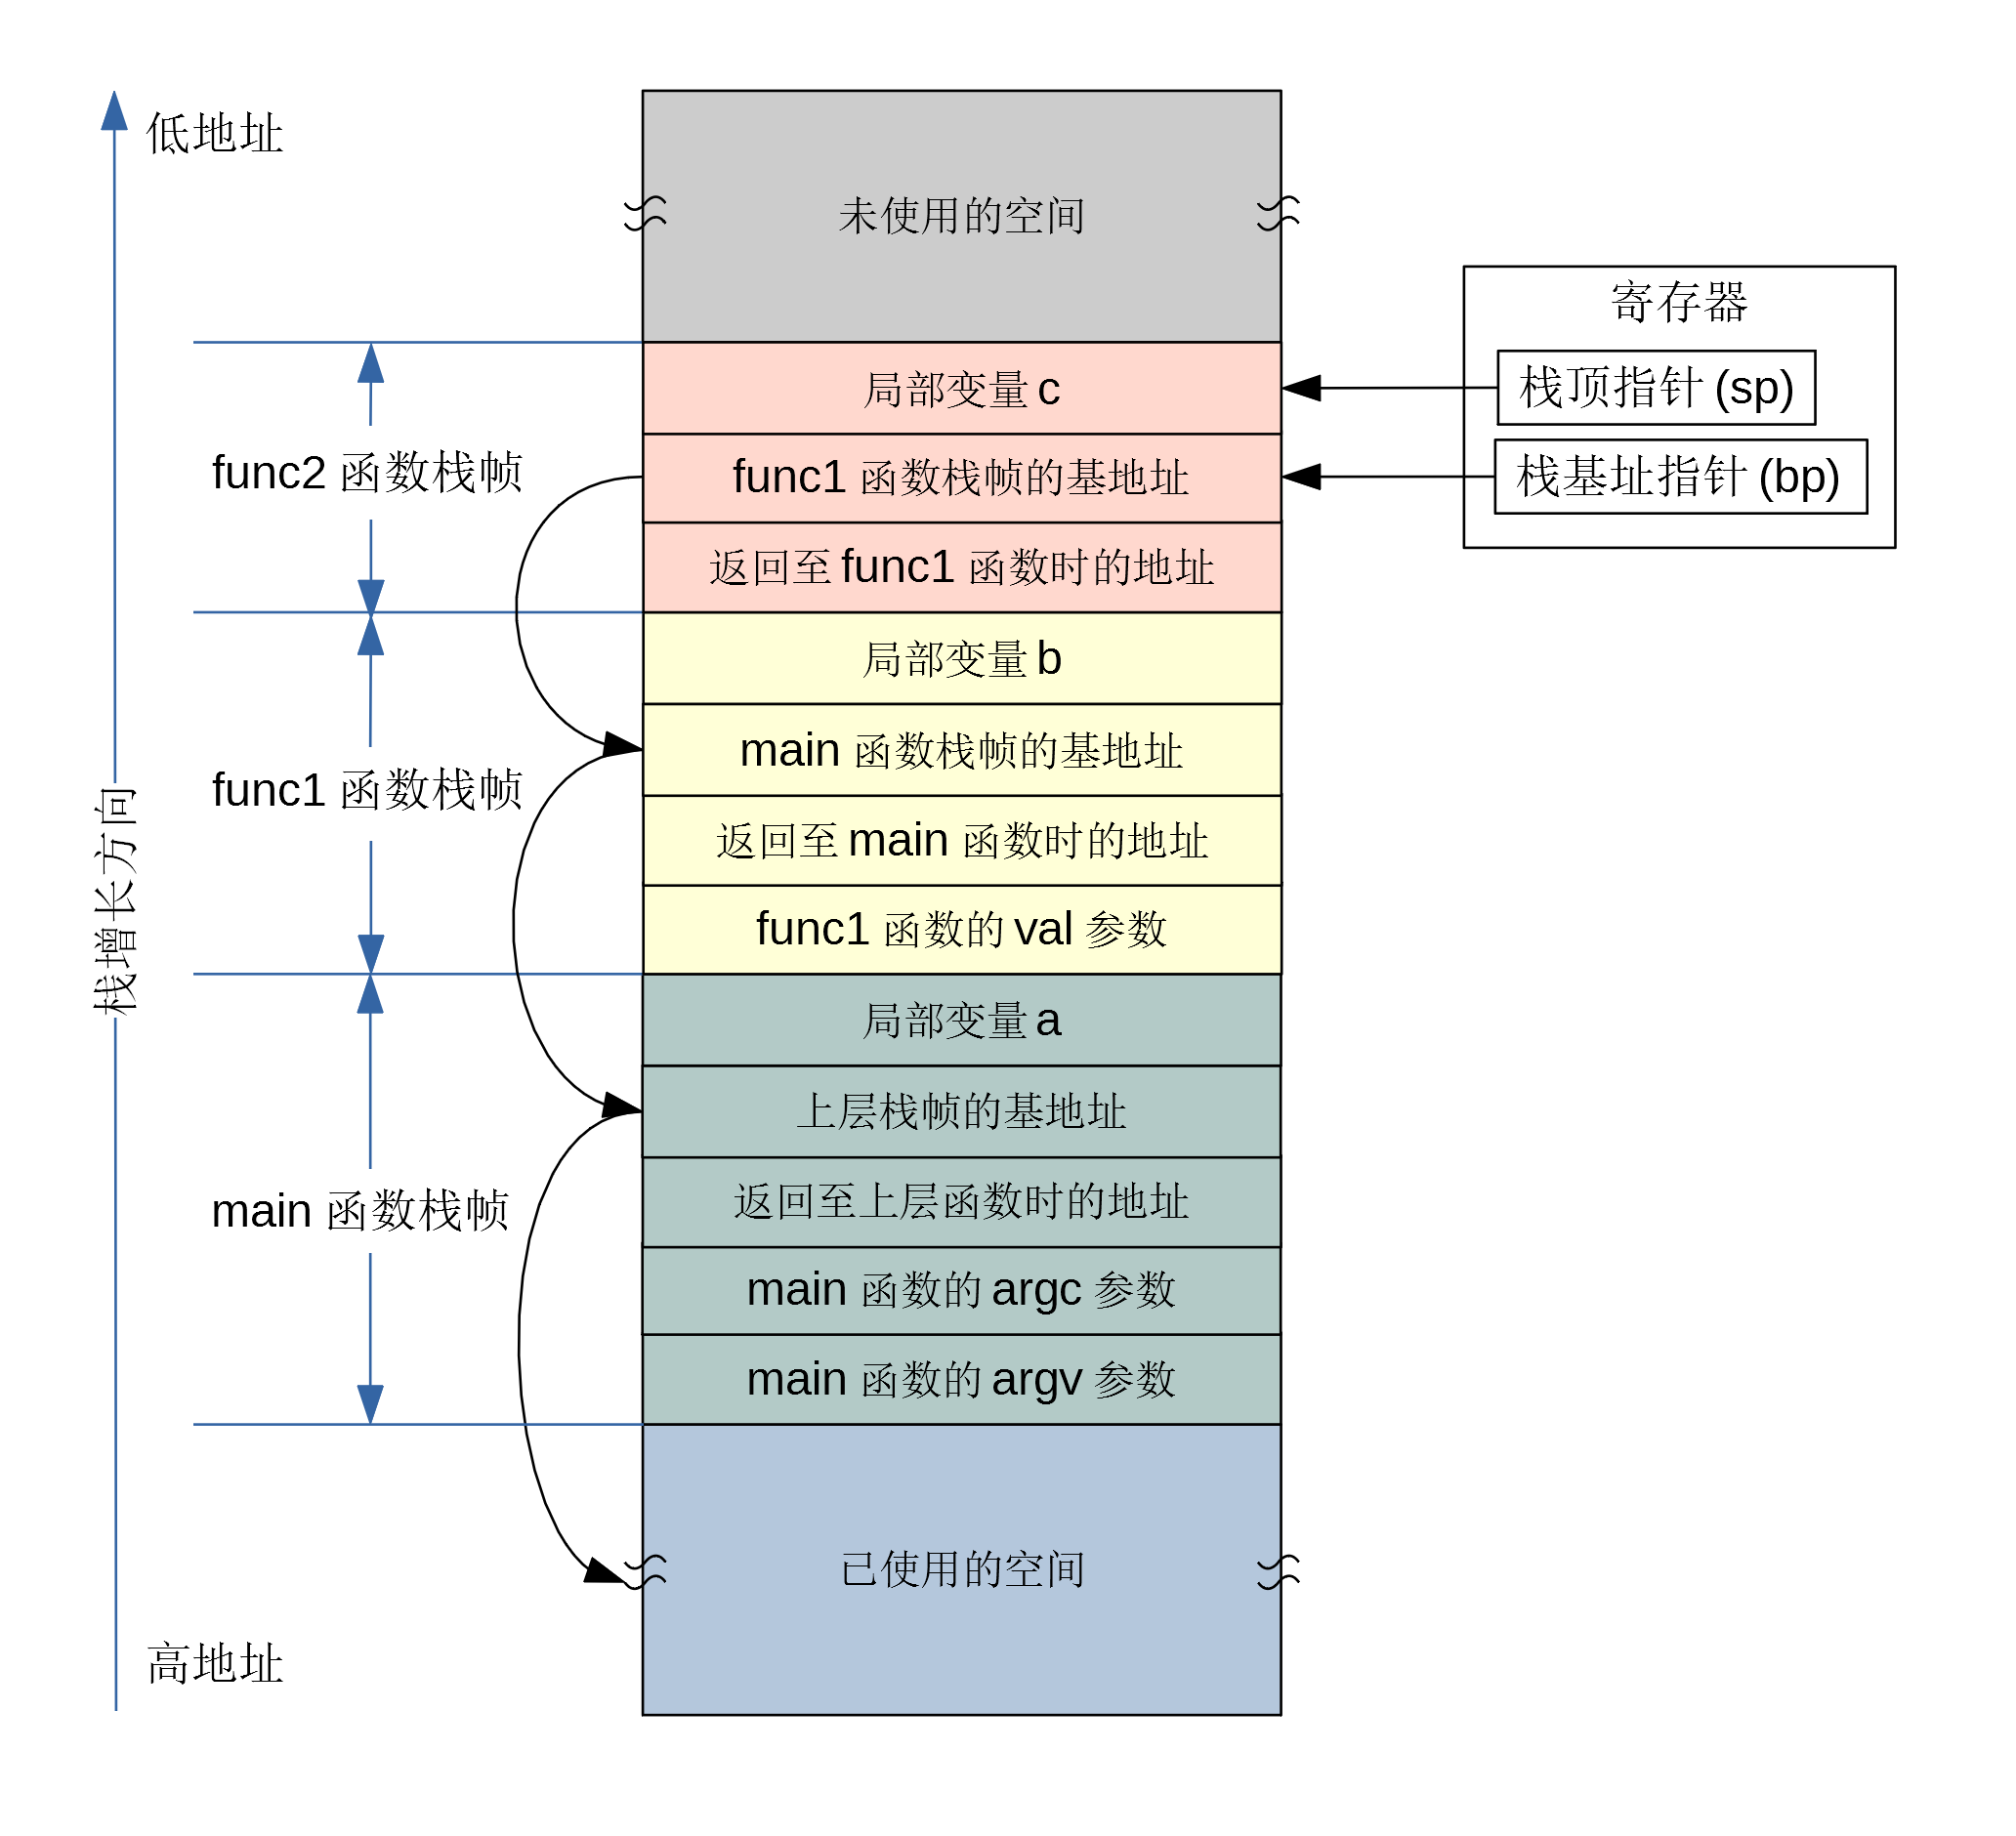 低地址
未使用的空间
寄存器
栈顶指针 (sp)
栈基址指针 (bp)
局部变量 c
func2 函数栈帧
func1 函数栈帧的基地址
返回至 func1 函数时的地址
局部变量 b
main 函数栈帧的基地址
func1 函数栈帧
返回至 main 函数时的地址
func1 函数的 val 参数
栈增长方向
局部变量 a
上层栈帧的基地址
main 函数栈帧
返回至上层函数时的地址
main 函数的 argc 参数
main 函数的 argv 参数
已使用的空间
高地址